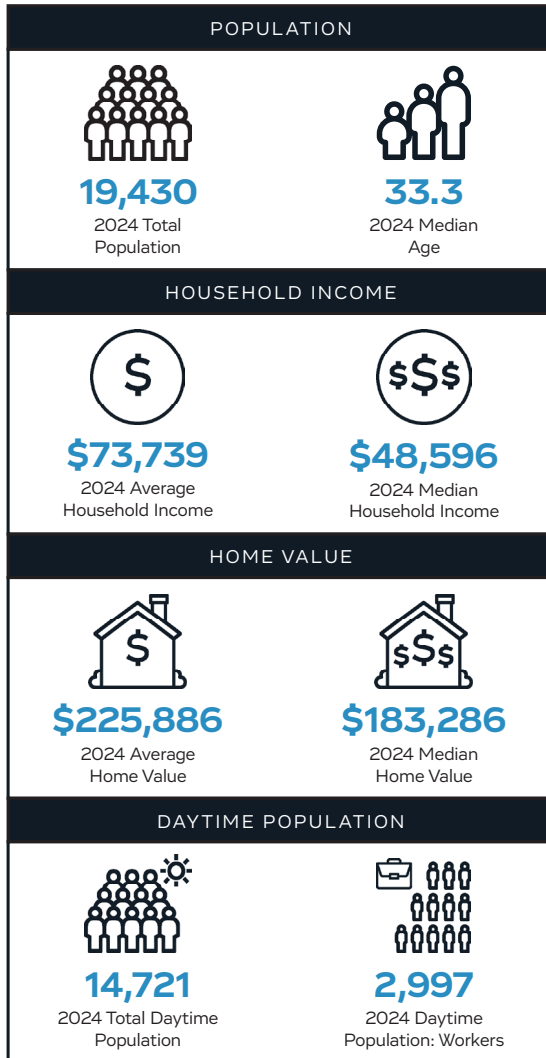 POPULATION
19,430
2024 Total
Population
33.3
2024 Median
Age
HOUSEHOLD INCOME
$
$73,739
2024 Average
Household Income
$$$
$48,596
2024 Median
Household Income
HOME VALUE
$
$225,886
2024 Average
Home Value
$$$
$183,286
2024 Median
Home Value
DAYTIME POPULATION
14,721
2024 Total Daytime
Population
2,997
2024 Daytime
Population: Workers